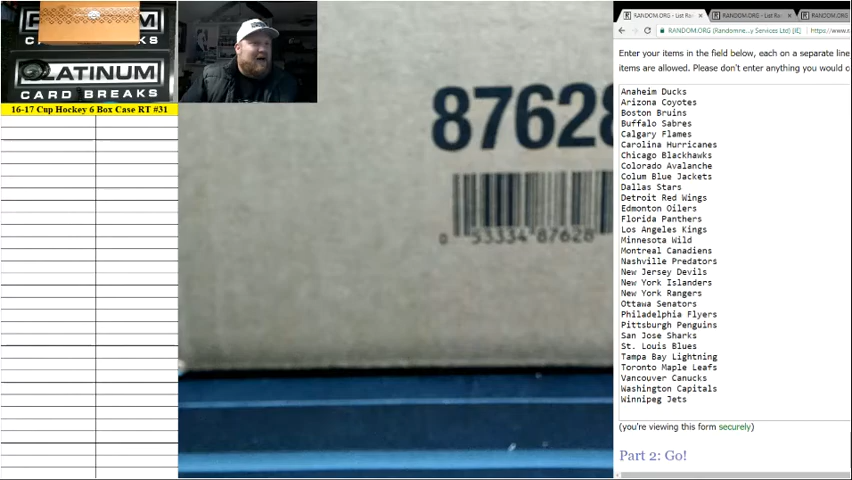 PLATINUM
CARD BREAKS
16-17 Cup Hockey 6 Box Case RT #31
87628
0 53334 87628
RANDOM.ORG - List Ra
RANDOM.ORG - List Ra
RANDOM.ORG
RANDOM.ORG (Randomne...y Services Ltd) [IE]
https://www
Enter your items in the field below, each on a separate line
items are allowed. Please don't enter anything you would c
Anaheim Ducks
Arizona Coyotes
Boston Bruins
Buffalo Sabres
Calgary Flames
Carolina Hurricanes
Chicago Blackhawks
Colorado Avalanche
Colum Blue Jackets
Dallas Stars
Detroit Red Wings
Edmonton Oilers
Florida Panthers
Los Angeles Kings
Minnesota Wild
Montreal Canadiens
Nashville Predators
New Jersey Devils
New York Islanders
New York Rangers
Ottawa Senators
Philadelphia Flyers
Pittsburgh Penguins
San Jose Sharks
St. Louis Blues
Tampa Bay Lightning
Toronto Maple Leafs
Vancouver Canucks
Washington Capitals
Winnipeg Jets
(you're viewing this form securely)
Part 2: Go!